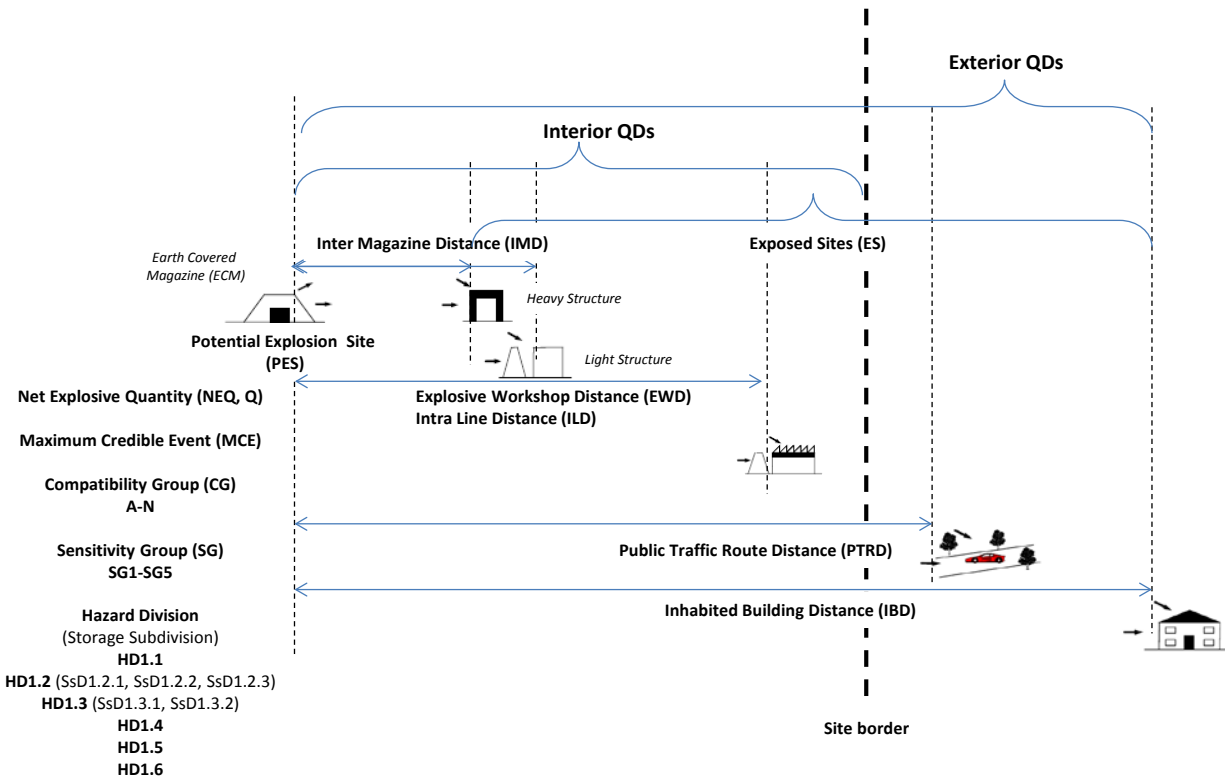 Exterior QDs
Interior QDs
Inter Magazine Distance (IMD)
Exposed Sites (ES)
Earth Covered
Magazine (ECM)
Heavy Structure
Potential Explosion Site
(PES)
Light Structure
Net Explosive Quantity (NEQ, Q)
Explosive Workshop Distance (EWD)
Intra Line Distance (ILD)
Maximum Credible Event (MCE)
Compatibility Group (CG)
A-N
Sensitivity Group (SG)
SG1-SG5
Public Traffic Route Distance (PTRD)
Inhabited Building Distance (IBD)
Hazard Division
(Storage Subdivision)
HD1.1
HD1.2 (SsD1.2.1, SsD1.2.2, SsD1.2.3)
HD1.3 (SsD1.3.1, SsD1.3.2)
HD1.4
HD1.5
HD1.6
Site border